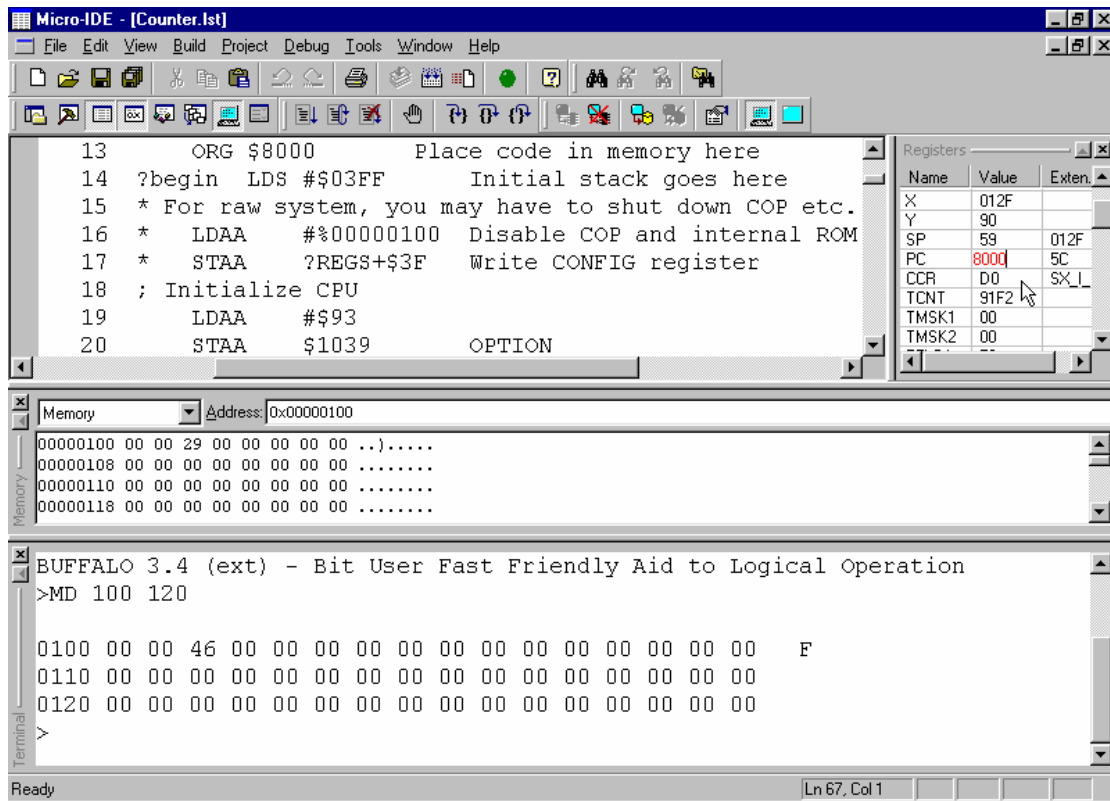 Micro-IDE - [Counter.lst]
File Edit View Build Project Debug Tools Window Help
13 ORG $8000 Place code in memory here
14 ?begin LDS #$03FF Initial stack goes here
15 * For raw system, you may have to shut down COP etc.
16 * LDAA #%00000100 Disable COP and internal ROM
17 * STAA ?REGS+$3F Write CONFIG register
18 ; Initialize CPU
19 LDAA #$93
20 STAA $1039 OPTION
Registers
Name Value Exten.
X 012F
Y 90
SP 59 012F
PC 8000 5C
CCR D0 SX_I_
TCNT 91F2
TMSK1 00
TMSK2 00
Memory Address: 0x00000100
Memory
00000100 00 00 29 00 00 00 00 00 ..).....
00000108 00 00 00 00 00 00 00 00 ........
00000110 00 00 00 00 00 00 00 00 ........
00000118 00 00 00 00 00 00 00 00 ........
BUFFALO 3.4 (ext) - Bit User Fast Friendly Aid to Logical Operation
>MD 100 120
0100 00 00 46 00 00 00 00 00 00 00 00 00 00 00 00 00 F
0110 00 00 00 00 00 00 00 00 00 00 00 00 00 00 00 00
0120 00 00 00 00 00 00 00 00 00 00 00 00 00 00 00 00
>
Terminal
Ready Ln 67, Col 1